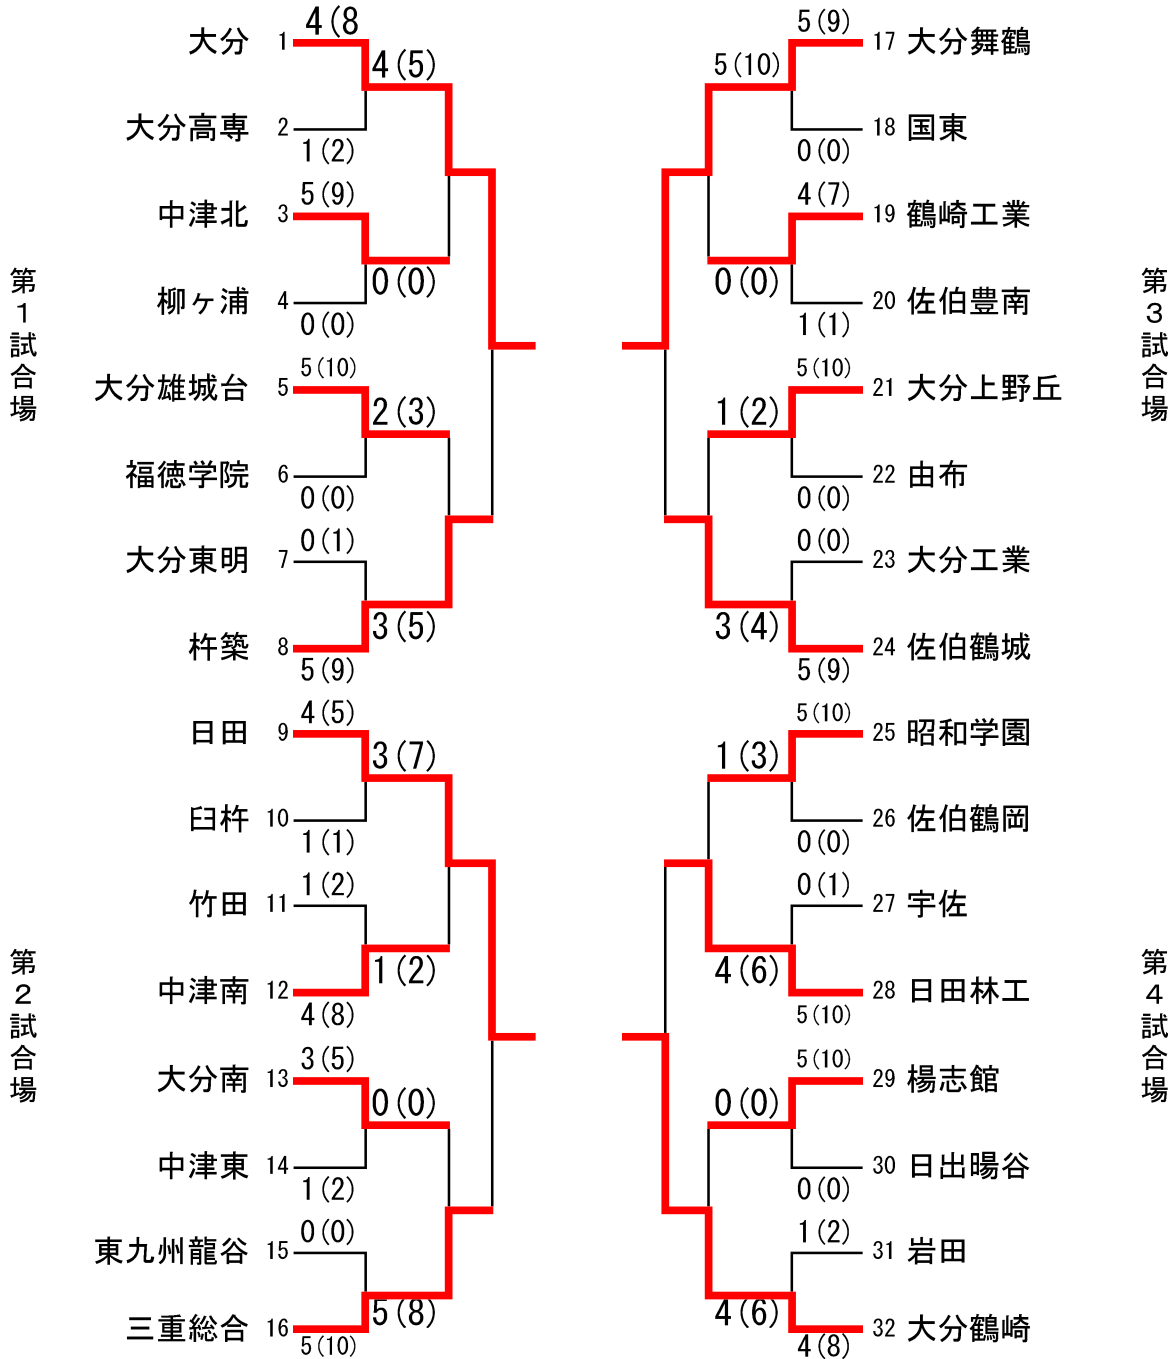 第1試合場
4(8
大分 1
4(5)
大分高専 2
1(2)
5(9)
中津北 3
0(0)
柳ヶ浦 4
0(0)
5(10)
大分雄城台 5
2(3)
福徳学院 6
0(0)
0(1)
大分東明 7
3(5)
杵築 8
5(9)
第2試合場
4(5)
日田 9
3(7)
臼杵 10
1(1)
1(2)
竹田 11
1(2)
中津南 12
4(8)
3(5)
大分南 13
0(0)
中津東 14
1(2)
0(0)
東九州龍谷 15
5(8)
三重総合 16
5(10)
第3試合場
5(9)
17 大分舞鶴
5(10)
18 国東
0(0)
4(7)
19 鶴崎工業
0(0)
20 佐伯豊南
1(1)
5(10)
21 大分上野丘
1(2)
22 由布
0(0)
0(0)
23 大分工業
3(4)
24 佐伯鶴城
5(9)
第4試合場
5(10)
25 昭和学園
1(3)
26 佐伯鶴岡
0(0)
0(1)
27 宇佐
4(6)
28 日田林工
5(10)
5(10)
29 楊志館
0(0)
30 日出暘谷
0(0)
1(2)
31 岩田
4(6)
32 大分鶴崎
4(8)